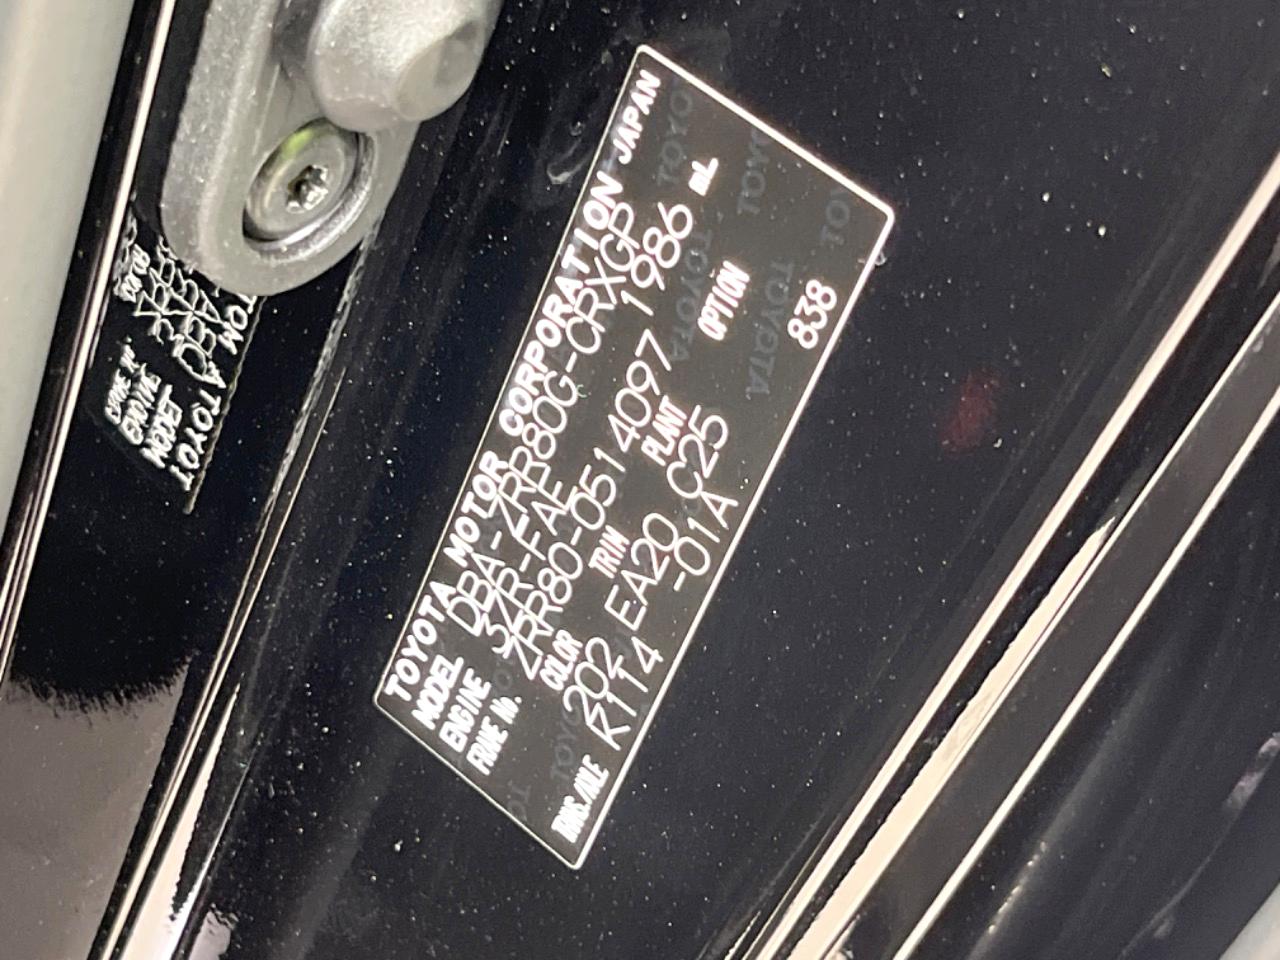 TOYOTA MOTOR CORPORATION JAPAN
MODEL DBA-ZRR80G-CRXGP
ENGINE 3ZR-FAE 1986 mL
FRAME No. ZRR80-0514097
COLOR TRIM PLANT OPTION
202 EA20 C25
TRANS./AXLE K114 -01A 838